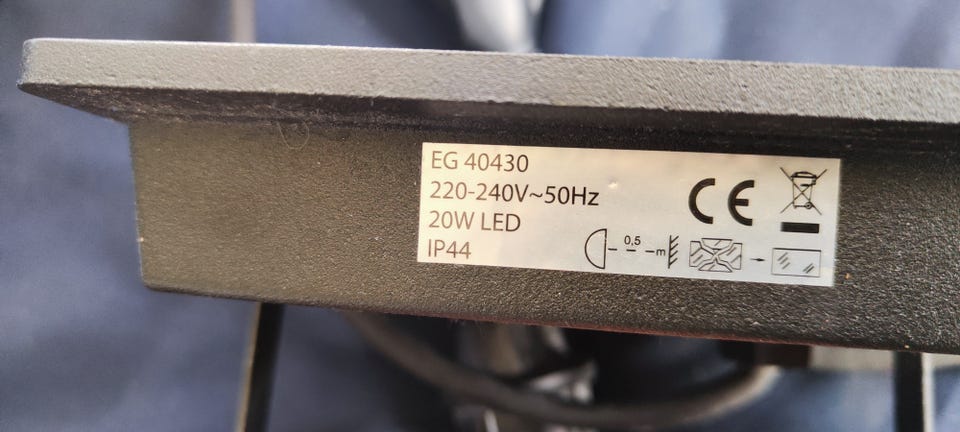 EG 40430
220-240V~50Hz
20W LED
IP44
CE
0,5 m